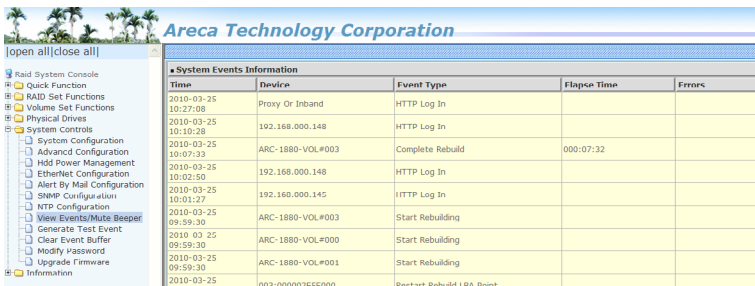 Areca Technology Corporation
|open all|close all|
Raid System Console
Quick Function
RAID Set Functions
Volume Set Functions
Physical Drives
System Controls
System Configuration
Advancd Configuration
Hdd Power Management
EtherNet Configuration
Alert By Mail Configuration
SNMP Configuration
NTP Configuration
View Events/Mute Beeper
Generate Test Event
Clear Event Buffer
Modify Password
Upgrade Firmware
Information
System Events Information
Time Device Event Type Elapse Time Errors
2010-03-25
10:27:08 Proxy Or Inband HTTP Log In
2010-03-25
10:10:28 192.168.000.148 HTTP Log In
2010-03-25
10:07:33 ARC-1880-VOL#003 Complete Rebuild 000:07:32
2010-03-25
10:02:50 192.168.000.148 HTTP Log In
2010-03-25
10:01:27 192.168.000.145 HTTP Log In
2010-03-25
09:59:30 ARC-1880-VOL#003 Start Rebuilding
2010-03-25
09:59:30 ARC-1880-VOL#000 Start Rebuilding
2010-03-25
09:59:30 ARC-1880-VOL#001 Start Rebuilding
2010-03-25
Restart Rebuild LBA Point